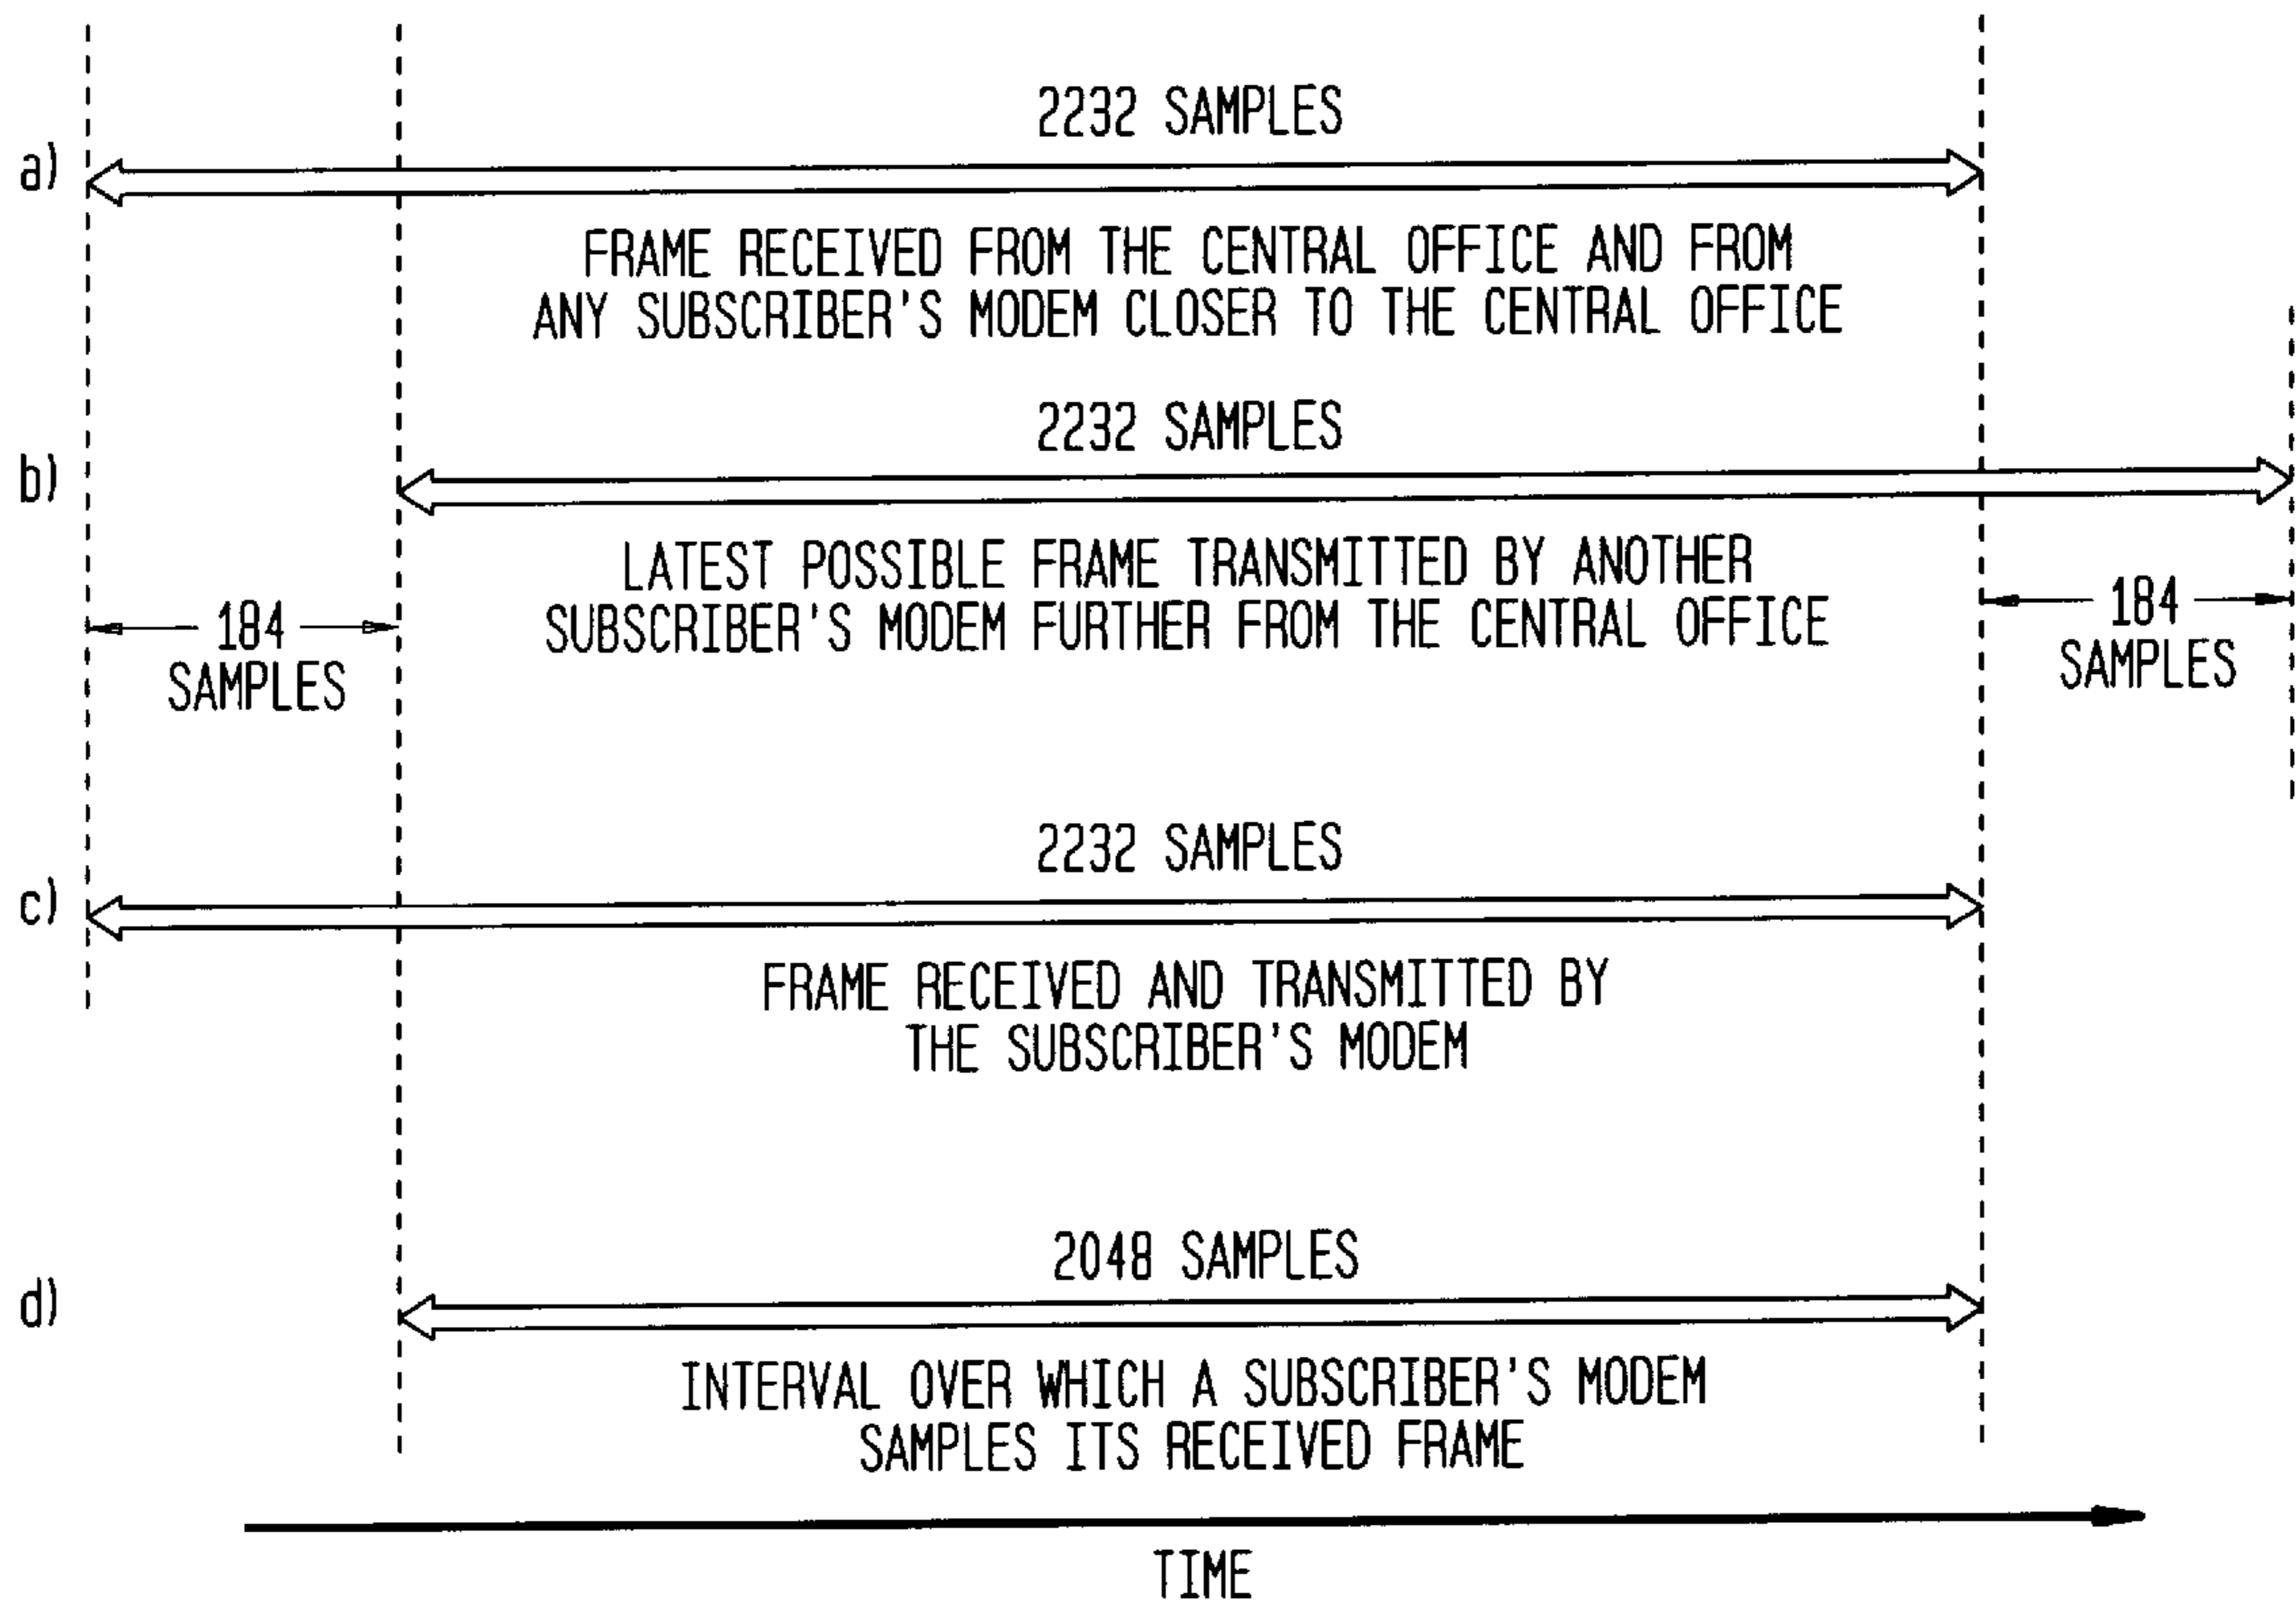 2232 SAMPLES
a)
FRAME RECEIVED FROM THE CENTRAL OFFICE AND FROM
ANY SUBSCRIBER'S MODEM CLOSER TO THE CENTRAL OFFICE
2232 SAMPLES
b)
LATEST POSSIBLE FRAME TRANSMITTED BY ANOTHER
SUBSCRIBER'S MODEM FURTHER FROM THE CENTRAL OFFICE
184
SAMPLES
184
SAMPLES
2232 SAMPLES
c)
FRAME RECEIVED AND TRANSMITTED BY
THE SUBSCRIBER'S MODEM
2048 SAMPLES
d)
INTERVAL OVER WHICH A SUBSCRIBER'S MODEM
SAMPLES ITS RECEIVED FRAME
TIME